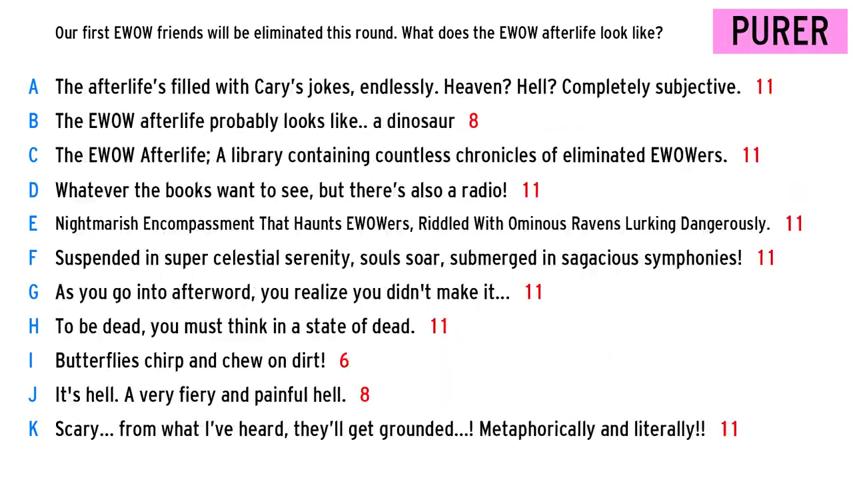 Our first EWOW friends will be eliminated this round. What does the EWOW afterlife look like?
PURER
A The afterlife's filled with Cary's jokes, endlessly. Heaven? Hell? Completely subjective. 11
B The EWOW afterlife probably looks like.. a dinosaur 8
C The EWOW Afterlife; A library containing countless chronicles of eliminated EWOWers. 11
D Whatever the books want to see, but there's also a radio! 11
E Nightmarish Encompassment That Haunts EWOWers, Riddled With Ominous Ravens Lurking Dangerously. 11
F Suspended in super celestial serenity, souls soar, submerged in sagacious symphonies! 11
G As you go into afterword, you realize you didn't make it... 11
H To be dead, you must think in a state of dead. 11
I Butterflies chirp and chew on dirt! 6
J It's hell. A very fiery and painful hell. 8
K Scary... from what I've heard, they'll get grounded...! Metaphorically and literally!! 11